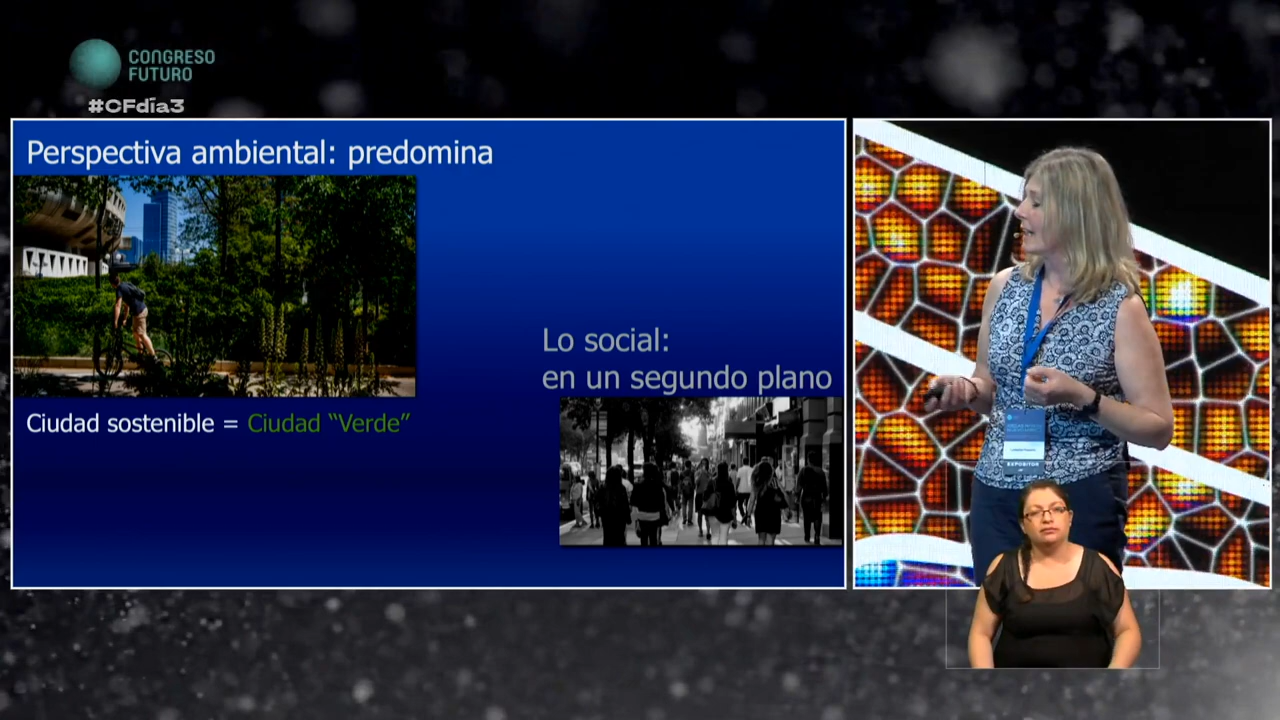 CONGRESO
FUTURO
#CFdía3
Perspectiva ambiental: predomina
Lo social:
en un segundo plano
Ciudad sostenible = Ciudad “Verde”
EXPOSITOR